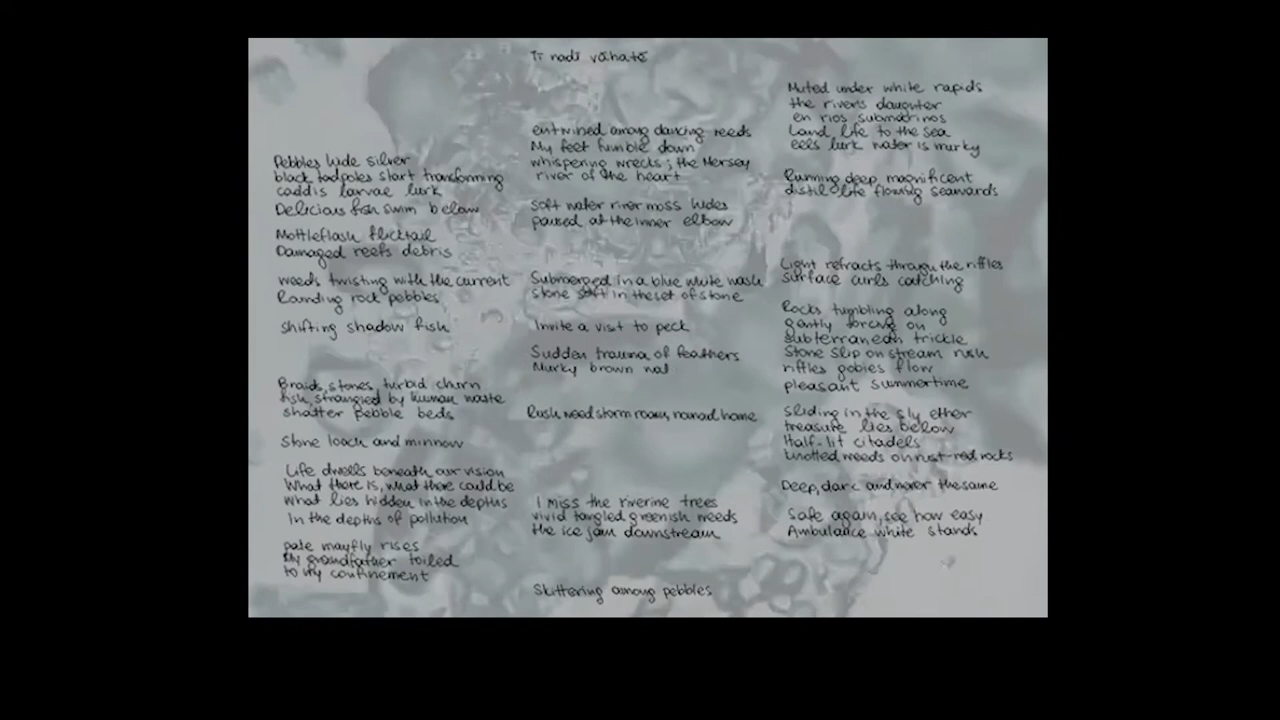 Tī nadī vāhatē
Pebbles hide silver
black tadpoles start transforming
caddis larvae lurk
Delicious fish swim below
Mottleflash flicktail
Damaged reefs debris
weeds twisting with the current
Rounding rock pebbles
shifting shadow fish
Braids, stones, turbid churn
fish, strangled by human waste
shatter pebble beds
Stone loach and minnow
Life dwells beneath our vision
What there is, what there could be
what lies hidden in the depths
In the depths of pollution
pale mayfly rises
My grandfather toiled
to my confinement
entwined among dancing reeds
My feet fumble down
whispering wrecks; the Mersey
river of the heart
soft water river moss hides
paused at the inner elbow
Submerged in a blue white wash
stone soft in the set of stone
Invite a visit to peck
Sudden trauma of feathers
Murky brown
Rush weed storm roam, nomad home
I miss the riverine trees
vivid tangled greenish weeds
the ice jam downstream
Skittering among pebbles
Muted under white rapids
the rivers daughter
en rios submarinos
Land life to the sea
eels lurk water is murky
Running deep magnificent
distil life flowing seawards
Light refracts through the riffles
surface curls catching
Rocks tumbling along
gently forcing on
subterranean trickle
Stone slip on stream rush
riffles gobies flow
pleasant summertime
sliding in the sly ether
treasure lies below
Half-lit citadels
knotted weeds on rust-red rocks
Deep, dark and never the same
Safe again, see how easy
Ambulance white stands